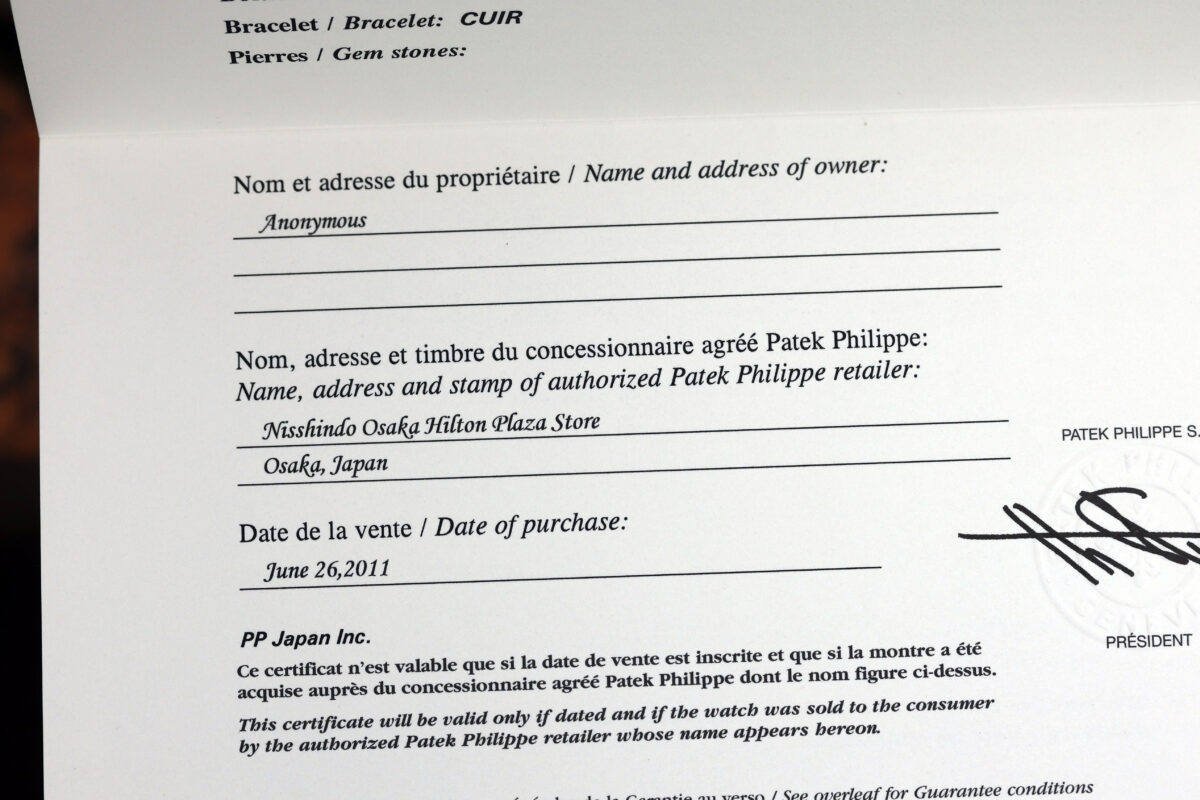 Bracelet / Bracelet: CUIR
Pierres / Gem stones:
Nom et adresse du propriétaire / Name and address of owner:
Anonymous
Nom, adresse et timbre du concessionnaire agréé Patek Philippe:
Name, address and stamp of authorized Patek Philippe retailer:
Nisshindo Osaka Hilton Plaza Store
Osaka, Japan
PATEK PHILIPPE S.
Date de la vente / Date of purchase:
June 26,2011
PRÉSIDENT
PP Japan Inc.
Ce certificat n'est valable que si la date de vente est inscrite et que si la montre a été
acquise auprès du concessionnaire agréé Patek Philippe dont le nom figure ci-dessus.
This certificate will be valid only if dated and if the watch was sold to the consumer
by the authorized Patek Philippe retailer whose name appears hereon.
de la Garantie au verso / See overleaf for Guarantee conditions